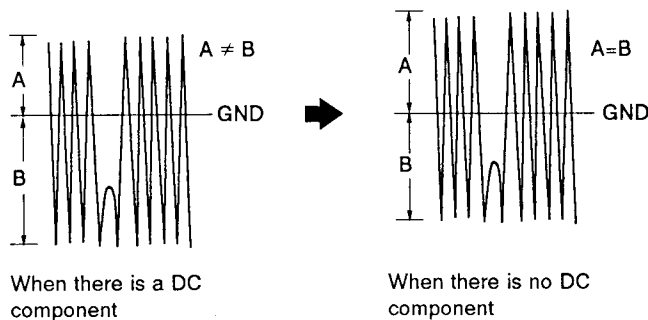 A
A ≠ B
GND
B
When there is a DC
component
A
A=B
GND
B
When there is no DC
component